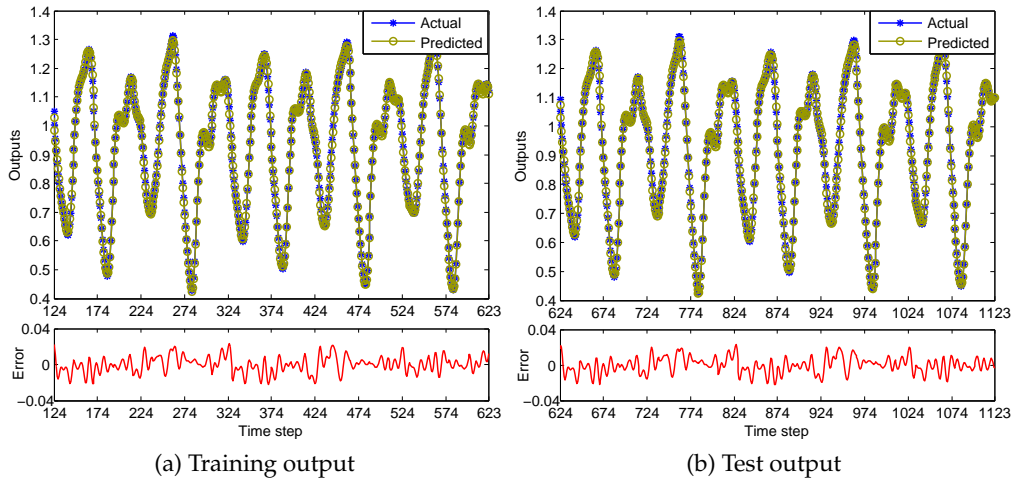 1.4
1.3
1.2
1.1
1
0.9
0.8
0.7
0.6
0.5
0.4
Outputs
Actual
Predicted
124 174 224 274 324 374 424 474 524 574 623
0.04
0
−0.04
Error
124 174 224 274 324 374 424 474 524 574 623
Time step
(a) Training output
1.4
1.3
1.2
1.1
1
0.9
0.8
0.7
0.6
0.5
0.4
Outputs
Actual
Predicted
624 674 724 774 824 874 924 974 1024 1074 1123
0.04
0
−0.04
Error
624 674 724 774 824 874 924 974 1024 1074 1123
Time step
(b) Test output